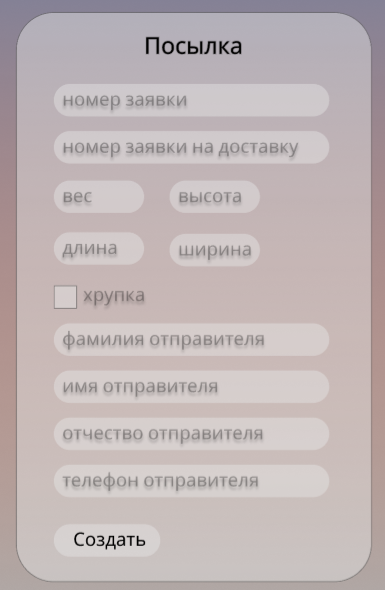 Посылка
номер заявки
номер заявки на доставку
вес высота
длина ширина
хрупка
фамилия отправителя
имя отправителя
отчество отправителя
телефон отправителя
Создать